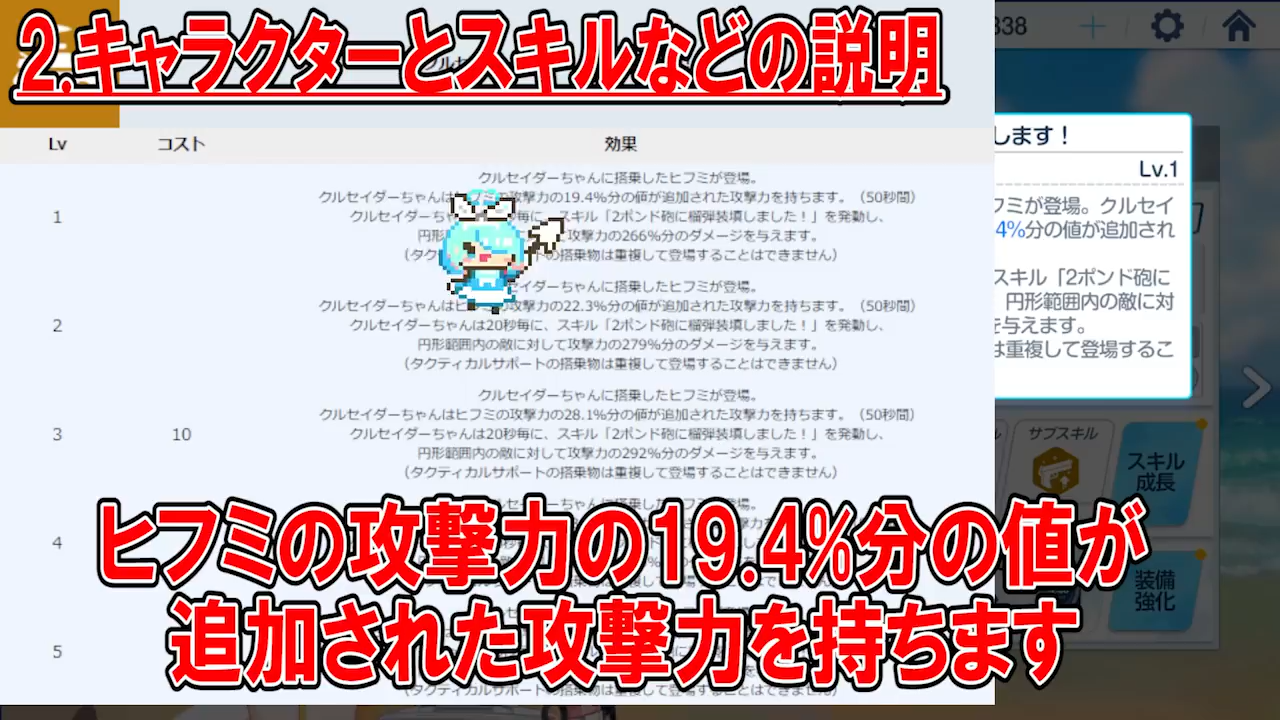 2.キャラクターとスキルなどの説明
Lv
コスト
効果
1
クルセイダーちゃんに搭乗したヒフミが登場。
クルセイダーちゃんは フミの攻撃力の19.4%分の値が追加された攻撃力を持ちます。（50秒間）
クルセイダーちゃ 0秒毎に、スキル「2ポンド砲に榴弾装填しました！」を発動し、
円形 て攻撃力の266%分のダメージを与えます。
（タク の搭乗物は重複して登場することはできません）
2
セイダーちゃんに搭乗したヒフミが登場。
クルセイダーちゃんはヒ の攻撃力の22.3%分の値が追加された攻撃力を持ちます。（50秒間）
クルセイダーちゃんは20秒毎に、スキル「2ポンド砲に榴弾装填しました！」を発動し、
円形範囲内の敵に対して攻撃力の279%分のダメージを与えます。
（タクティカルサポートの搭乗物は重複して登場することはできません）
3
10
クルセイダーちゃんに搭乗したヒフミが登場。
クルセイダーちゃんはヒフミの攻撃力の28.1%分の値が追加された攻撃力を持ちます。（50秒間）
クルセイダーちゃんは20秒毎に、スキル「2ポンド砲に榴弾装填しました！」を発動し、
円形範囲内の敵に対して攻撃力の292%分のダメージを与えます。
（タクティカルサポートの搭乗物は重複して登場することはできません）
4
5
338
します！
Lv.1
フミが登場。クルセイ
4%分の値が追加され
スキル「2ポンド砲に
円形範囲内の敵に対
を与えます。
は重複して登場するこ
サブスキル
スキル
成長
装備
強化
ヒフミの攻撃力の19.4%分の値が
追加された攻撃力を持ちます